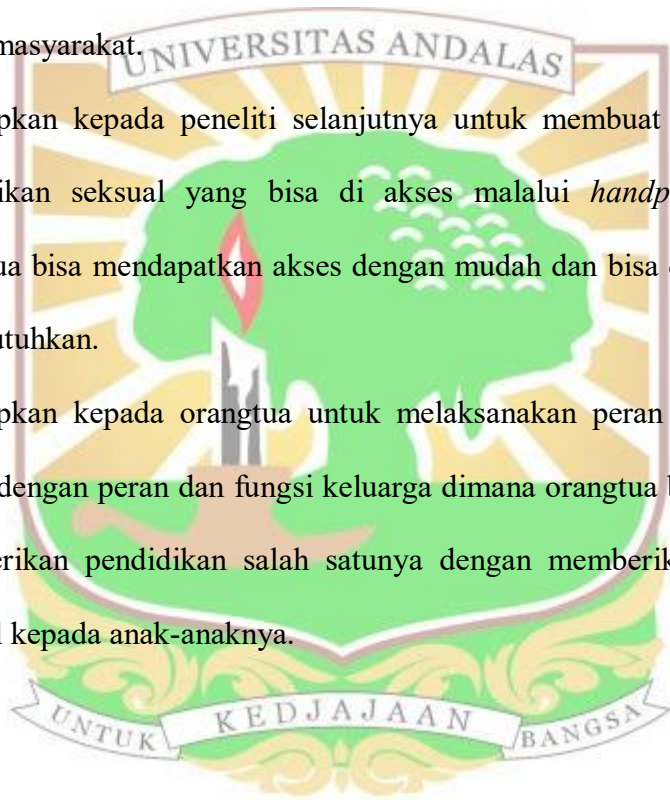 masyarakat.
UNIVERSITAS ANDALAS
pkan kepada peneliti selanjutnya untuk membuat
ikan seksual yang bisa di akses malalui handp
ua bisa mendapatkan akses dengan mudah dan bisa
utuhkan.
pkan kepada orangtua untuk melaksanakan peran
dengan peran dan fungsi keluarga dimana orangtua b
erikan pendidikan salah satunya dengan memberik
l kepada anak-anaknya.
UNTUK KEDJAJAAN BANGSA